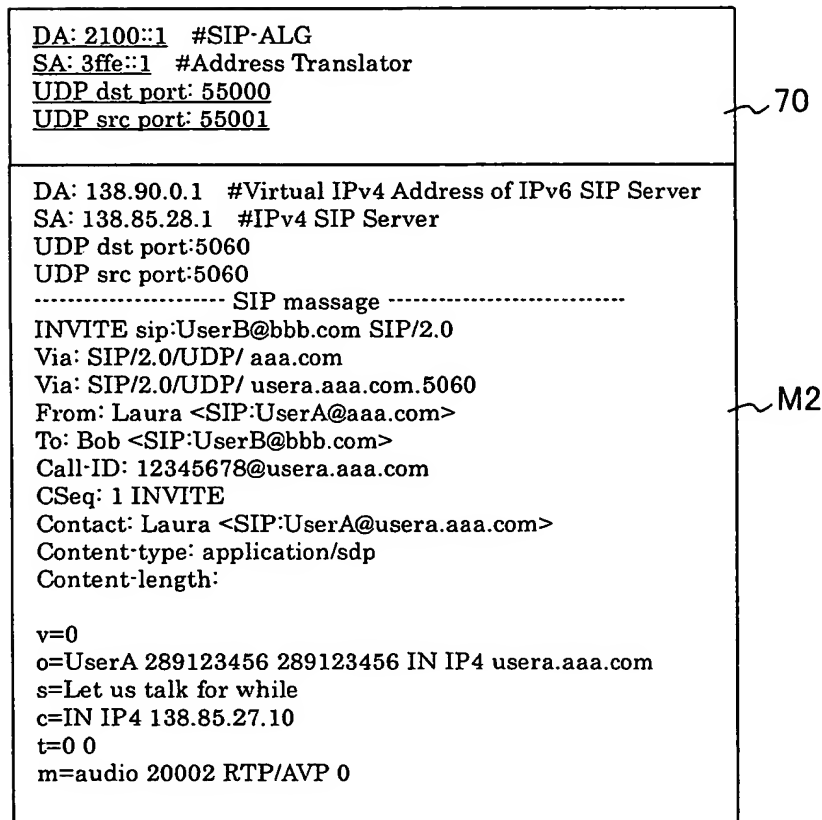 DA: 2100::1 #SIP-ALG
SA: 3ffe::1 #Address Translator
UDP dst port: 55000
UDP src port: 55001
70
DA: 138.90.0.1 #Virtual IPv4 Address of IPv6 SIP Server
SA: 138.85.28.1 #IPv4 SIP Server
UDP dst port:5060
UDP src port:5060
----------------------- SIP massage ----------------------------
INVITE sip:UserB@bbb.com SIP/2.0
Via: SIP/2.0/UDP/ aaa.com
Via: SIP/2.0/UDP/ usera.aaa.com.5060
From: Laura <SIP:UserA@aaa.com>
M2
To: Bob <SIP:UserB@bbb.com>
Call-ID: 12345678@usera.aaa.com
CSeq: 1 INVITE
Contact: Laura <SIP:UserA@usera.aaa.com>
Content-type: application/sdp
Content-length:
v=0
o=UserA 289123456 289123456 IN IP4 usera.aaa.com
s=Let us talk for while
c=IN IP4 138.85.27.10
t=0 0
m=audio 20002 RTP/AVP 0